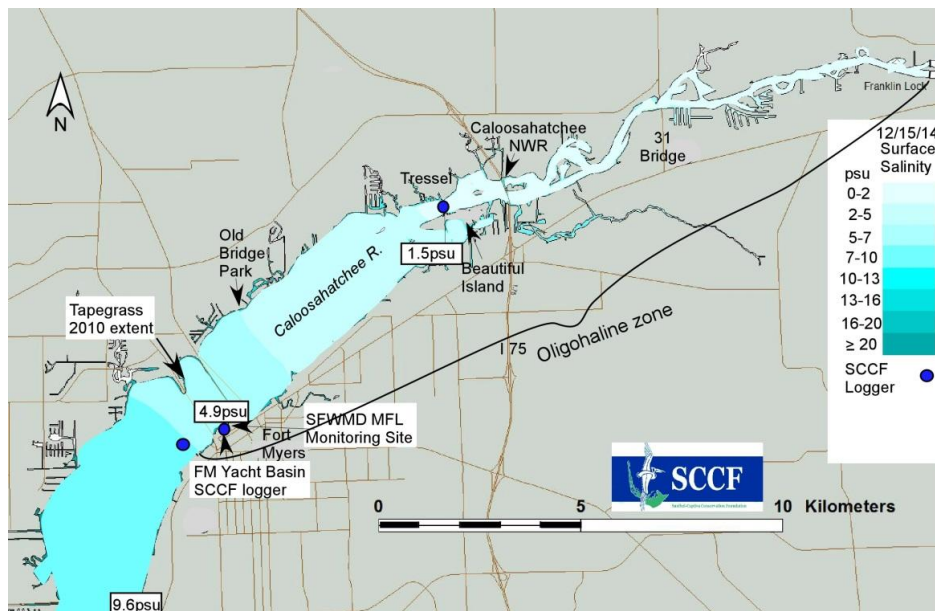 N
Franklin Lock
Caloosahatchee
NWR
31
Bridge
Tressel
12/15/14
Surface
Salinity
psu
0-2
2-5
5-7
7-10
10-13
13-16
16-20
≥ 20
SCCF
Logger
Old
Bridge
Park
Caloosahatchee R.
1.5psu
Beautiful
Island
Tapegrass
2010 extent
I 75
Oligohaline zone
4.9psu
SFWMD MFL
Monitoring Site
Fort
Myers
FM Yacht Basin
SCCF logger
SCCF
0 5 10 Kilometers
9.6psu